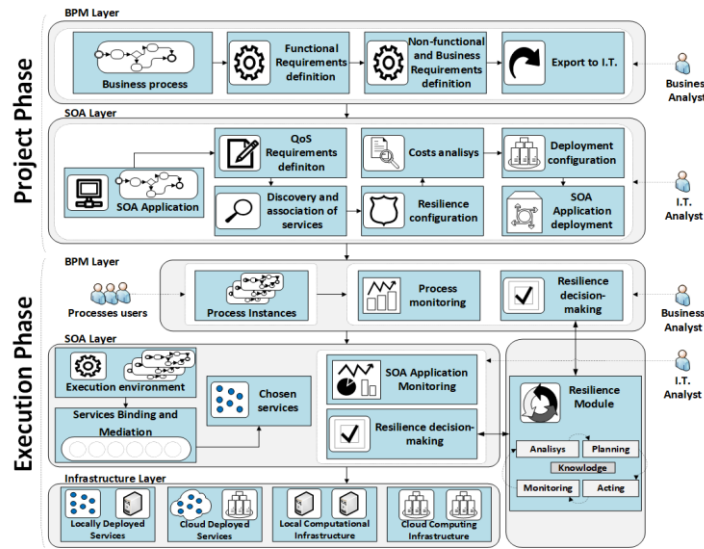 Project Phase
BPM Layer
Business process
Functional
Requirements
definition
Non-functional
and Business
Requirements
definition
Export to I.T.
Business
Analyst
SOA Layer
SOA Application
QoS
Requirements
definiton
Discovery and
association of
services
Costs analisys
Resilience
configuration
Deployment
configuration
SOA
Application
deployment
I.T.
Analyst
Execution Phase
BPM Layer
Processes users
Process Instances
Process
monitoring
Resilience
decision-
making
Business
Analyst
SOA Layer
Execution environment
Services Binding and
Mediation
Chosen
services
SOA Application
Monitoring
Resilience decision-
making
I.T.
Analyst
Resilience
Module
Analisys
Planning
Knowlodge
Monitoring
Acting
Infrastructure Layer
Locally Deployed
Services
Cloud Deployed
Services
Local Computational
Infrastructure
Cloud Computing
Infrastructure